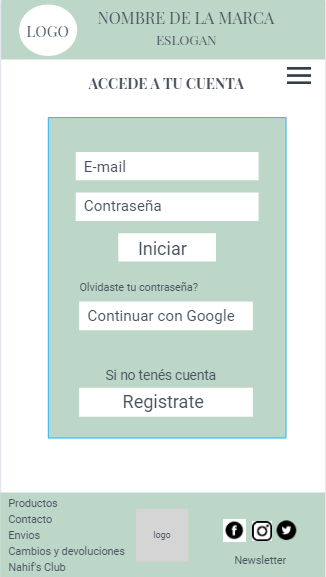 LOGO
NOMBRE DE LA MARCA
ESLOGAN
ACCEDE A TU CUENTA
E-mail
Contraseña
Iniciar
Olvidaste tu contraseña?
Continuar con Google
Si no tenés cuenta
Registrate
Productos
Contacto
Envios
Cambios y devoluciones
Nahif's Club
logo
Newsletter